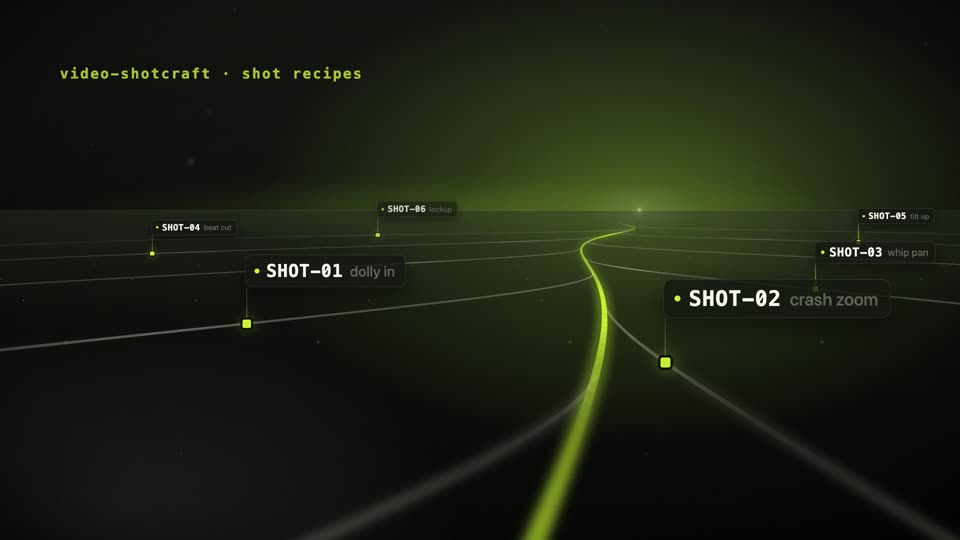 video-shotcraft · shot recipes
SHOT-06 lockup
SHOT-05 tilt up
SHOT-04 beat cut
SHOT-03 whip pan
SHOT-01 dolly in
SHOT-02 crash zoom